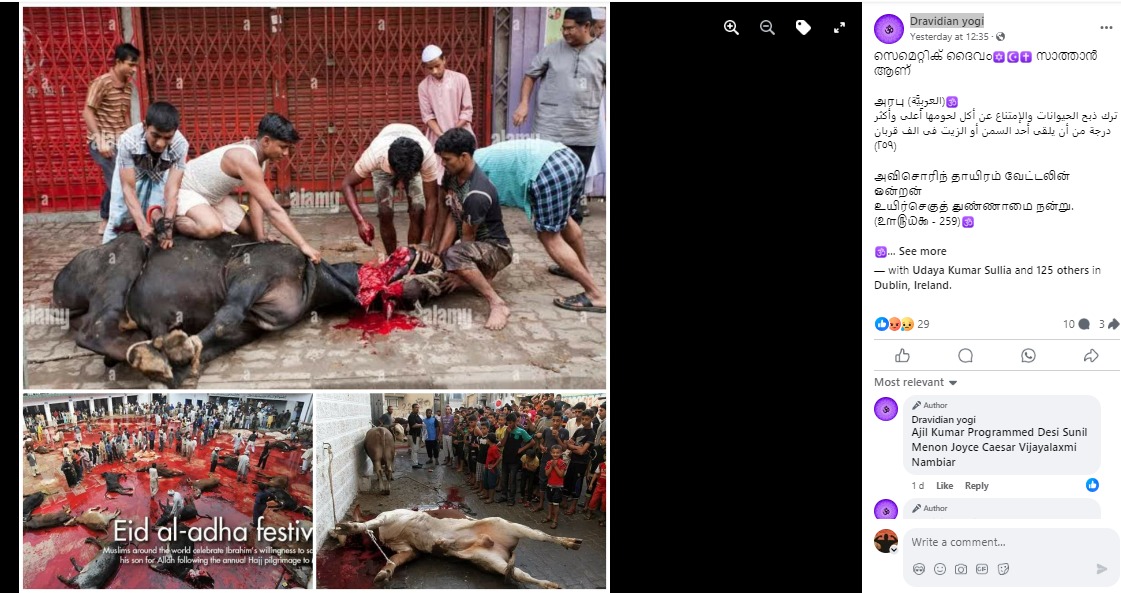 alamy
a
Eid al-adha festiv
Muslims around the world celebrate Ibrahim's willingness to sa
his son for Allah following the annual Hajj pilgrimage to
Dravidian yogi
Yesterday at 12:35 ·
സെമെറ്റിക് ദൈവം✡️☪️✝️ സാത്താൻ
ആണ്
அரபு (العربيَّة)🕉
ترك ذبح الحيوانات والإمتناع عن أكل لحومها أعلى وأكثر
درجة من أن يلقى أحد السمن أو الزيت فى الف قربان
(٢٥٩)
அவிசொரிந் தாயிரம் வேட்டலின்
ஒன்றன்
உயிர்செகுத் துண்ணாமை நன்று.
- 259)🕉
🕉... See more
— with Udaya Kumar Sullia and 125 others in
Dublin, Ireland.
29
10
3
Most relevant
Author
Dravidian yogi
Ajil Kumar Programmed Desi Sunil
Menon Joyce Caesar Vijayalaxmi
Nambiar
1 d Like Reply
Author
Write a comment...
GIF